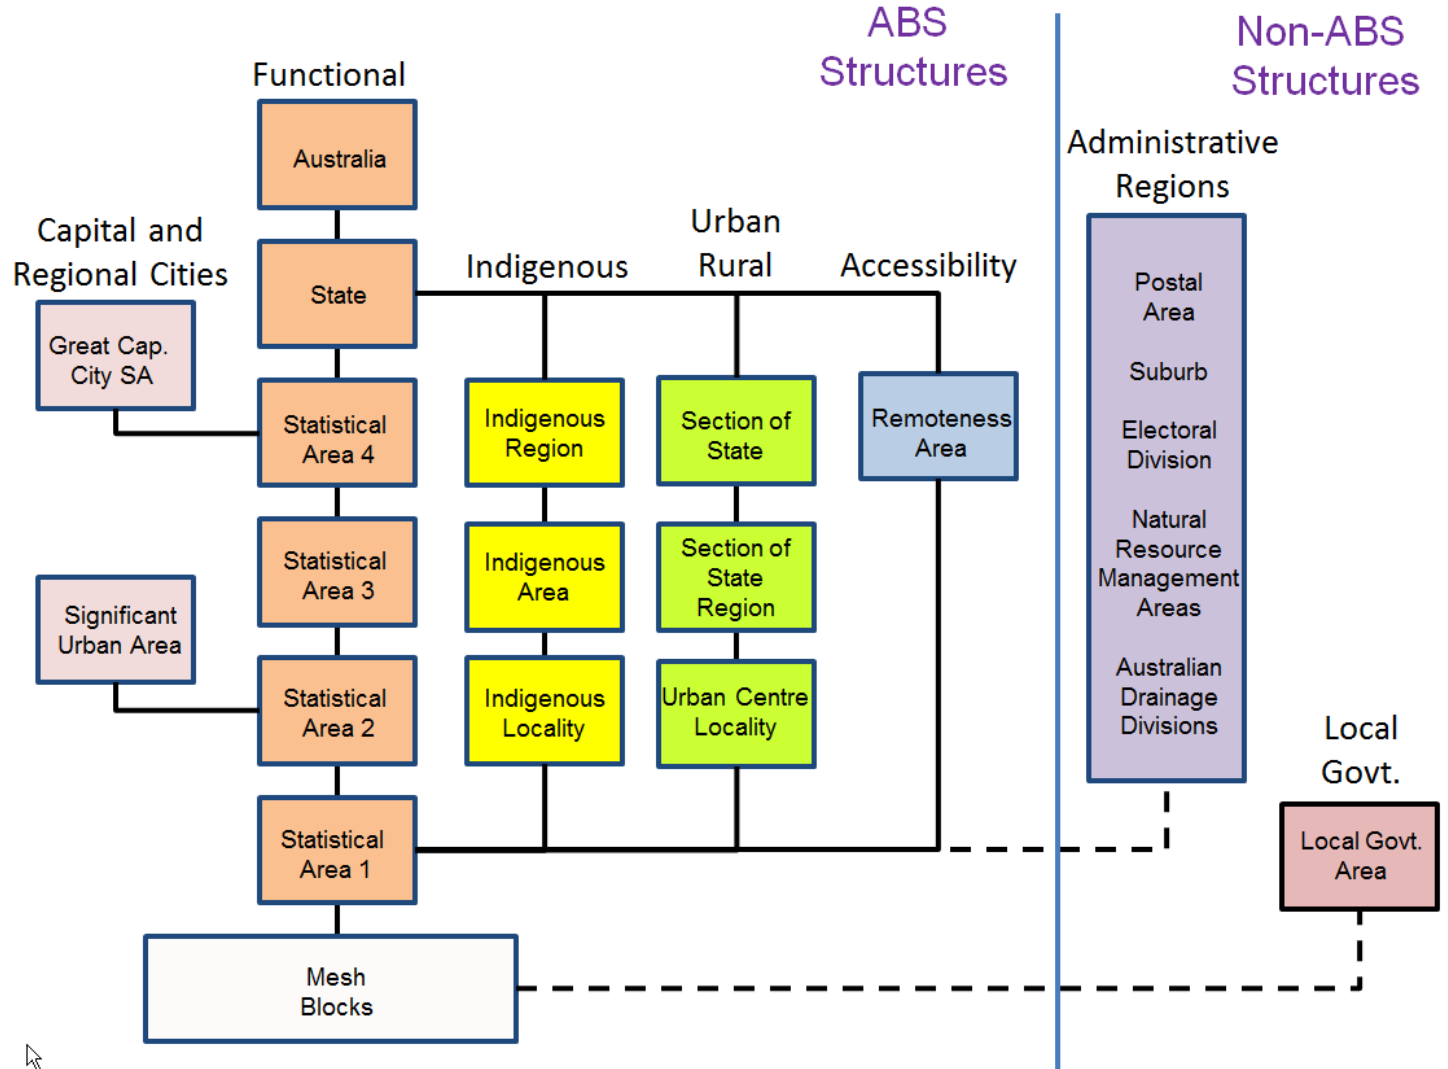 ABS
Structures
Non-ABS
Structures
Functional
Australia
State
Statistical
Area 4
Statistical
Area 3
Statistical
Area 2
Statistical
Area 1
Mesh
Blocks
Capital and
Regional Cities
Great Cap.
City SA
Significant
Urban Area
Indigenous
Indigenous
Region
Indigenous
Area
Indigenous
Locality
Urban
Rural
Section of
State
Section of
State
Region
Urban Centre
Locality
Accessibility
Remoteness
Area
Administrative
Regions
Postal
Area
Suburb
Electoral
Division
Natural
Resource
Management
Areas
Australian
Drainage
Divisions
Local
Govt.
Local Govt.
Area